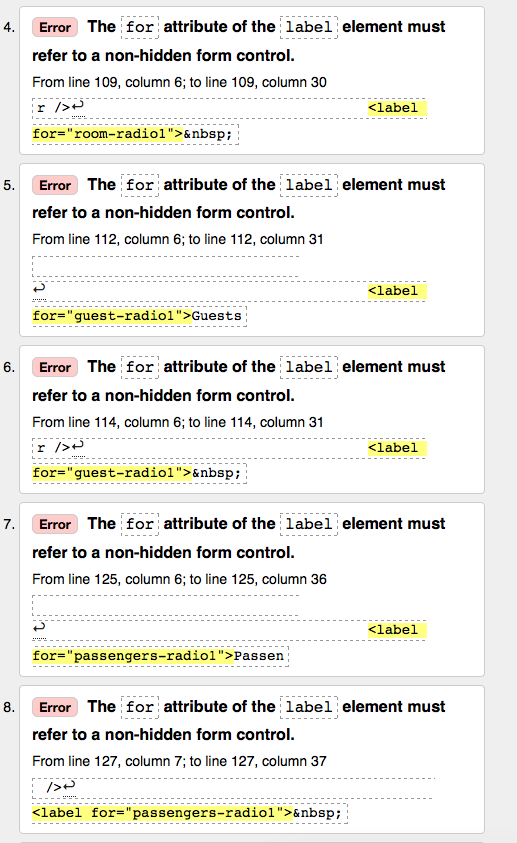 4. Error The for attribute of the label element must
refer to a non-hidden form control.
From line 109, column 6; to line 109, column 30
r />↩ <label
for="room-radio1">&nbsp;
5. Error The for attribute of the label element must
refer to a non-hidden form control.
From line 112, column 6; to line 112, column 31
↩ <label
for="guest-radio1">Guests
6. Error The for attribute of the label element must
refer to a non-hidden form control.
From line 114, column 6; to line 114, column 31
r />↩ <label
for="guest-radio1">&nbsp;
7. Error The for attribute of the label element must
refer to a non-hidden form control.
From line 125, column 6; to line 125, column 36
↩ <label
for="passengers-radio1">Passen
8. Error The for attribute of the label element must
refer to a non-hidden form control.
From line 127, column 7; to line 127, column 37
/>↩
<label for="passengers-radio1">&nbsp;